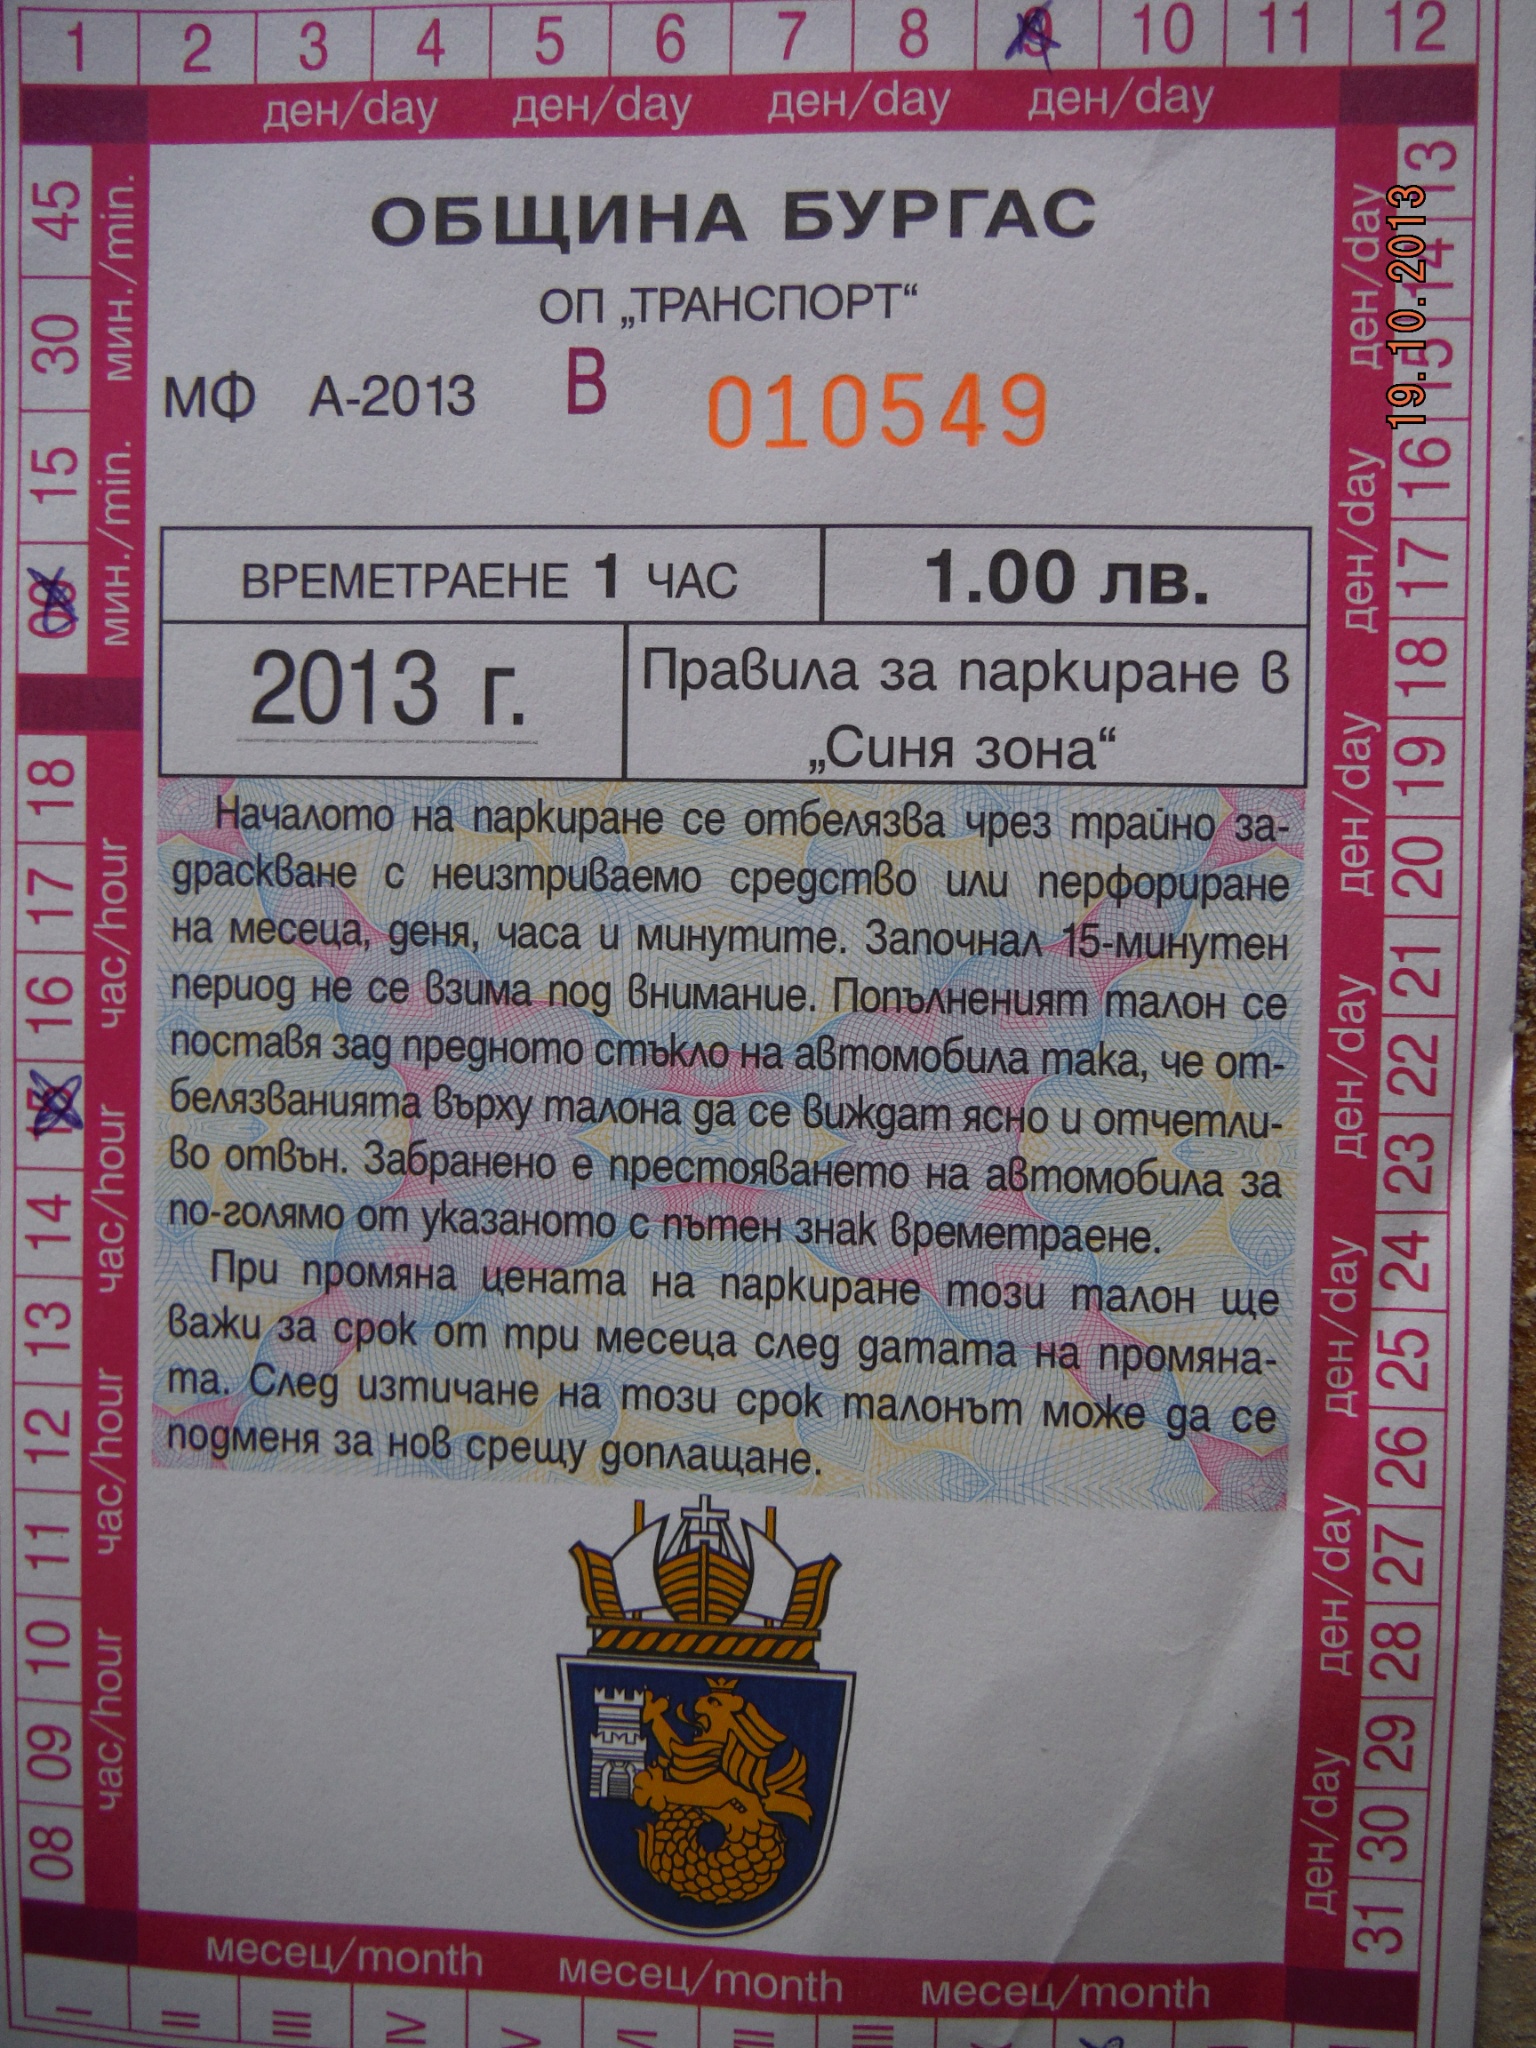 1 2 3 4 5 6 7 8 9 10 11 12
ден/day ден/day ден/day ден/day
45 30 15 00
мин./min. мин./min.
18 17 16 15 14 13 12 11 10 09 08
час/hour час/hour час/hour час/hour
ОБЩИНА БУРГАС
ОП „ТРАНСПОРТ“
МФ А-2013 В 010549
ВРЕМЕТРАЕНЕ 1 ЧАС 1.00 лв.
2013 г.
Правила за паркиране в
„Синя зона“
Началото на паркиране се отбелязва чрез трайно за-
драскване с неизтриваемо средство или перфориране
на месеца, деня, часа и минутите. Започнал 15-минутен
период не се взима под внимание. Попълненият талон се
поставя зад предното стъкло на автомобила така, че от-
белязванията върху талона да се виждат ясно и отчетли-
во отвън. Забранено е престояването на автомобила за
по-голямо от указаното с пътен знак времетраене.
При промяна цената на паркиране този талон ще
важи за срок от три месеца след датата на промяна-
та. След изтичане на този срок талонът може да се
подменя за нов срещу доплащане.
ден/day ден/day ден/day ден/day ден/day ден/day ден/day
13 14 15 16 17 18 19 20 21 22 23 24 25 26 27 28 29 30 31
19.10.2013
месец/month месец/month месец/month
I II III IV V VI